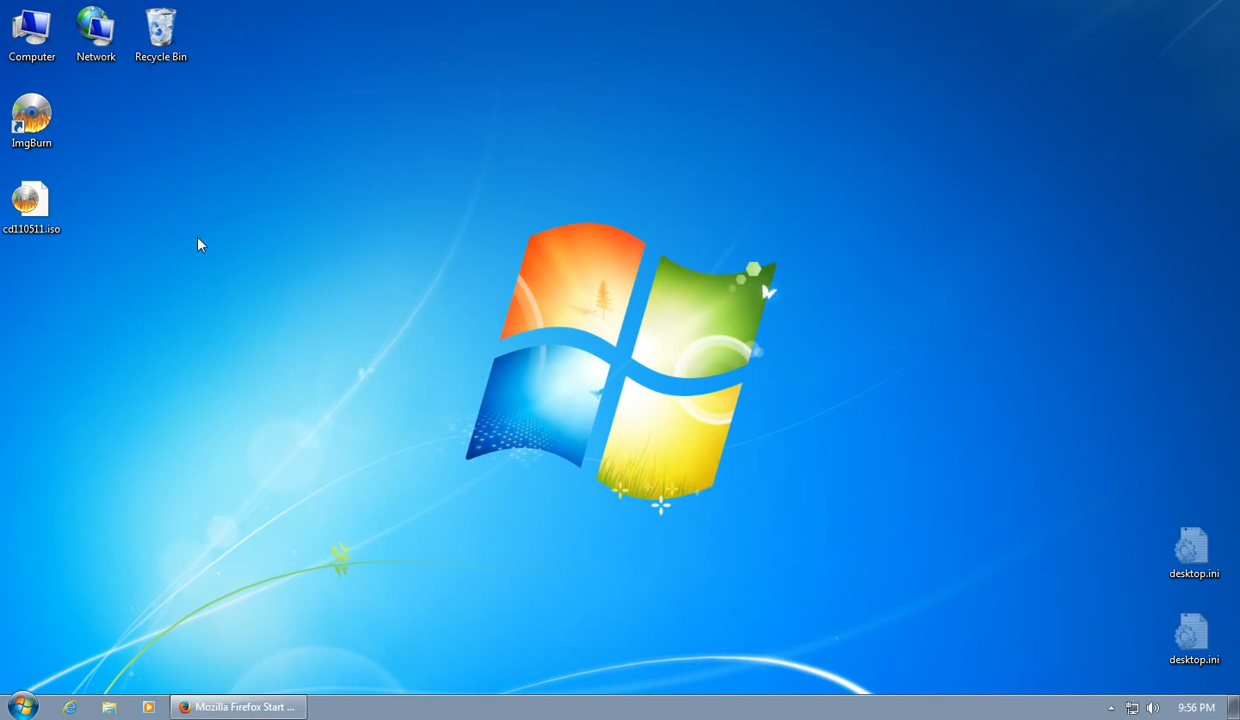 Computer
Network
Recycle Bin
ImgBurn
cd110511.iso
desktop.ini
desktop.ini
Mozilla Firefox Start ...
9:56 PM